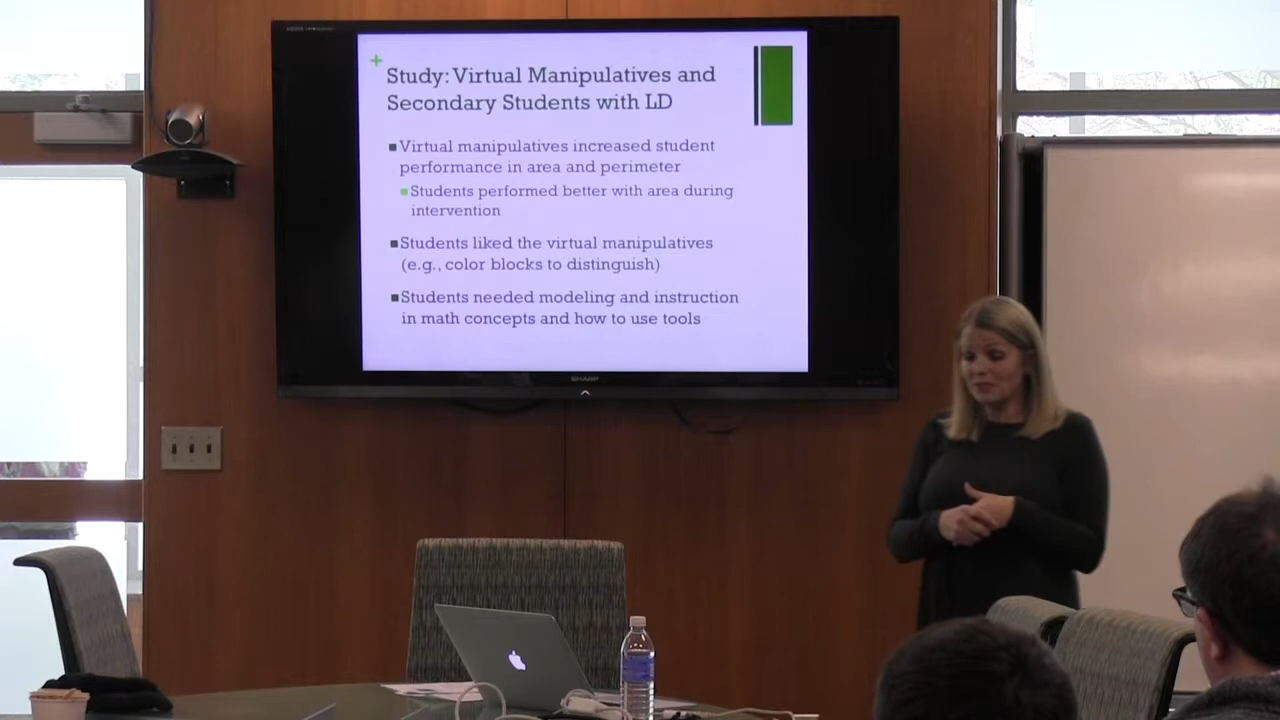 +
Study: Virtual Manipulatives and
Secondary Students with LD
Virtual manipulatives increased student
performance in area and perimeter
Students performed better with area during
intervention
Students liked the virtual manipulatives
(e.g., color blocks to distinguish)
Students needed modeling and instruction
in math concepts and how to use tools
SHARP